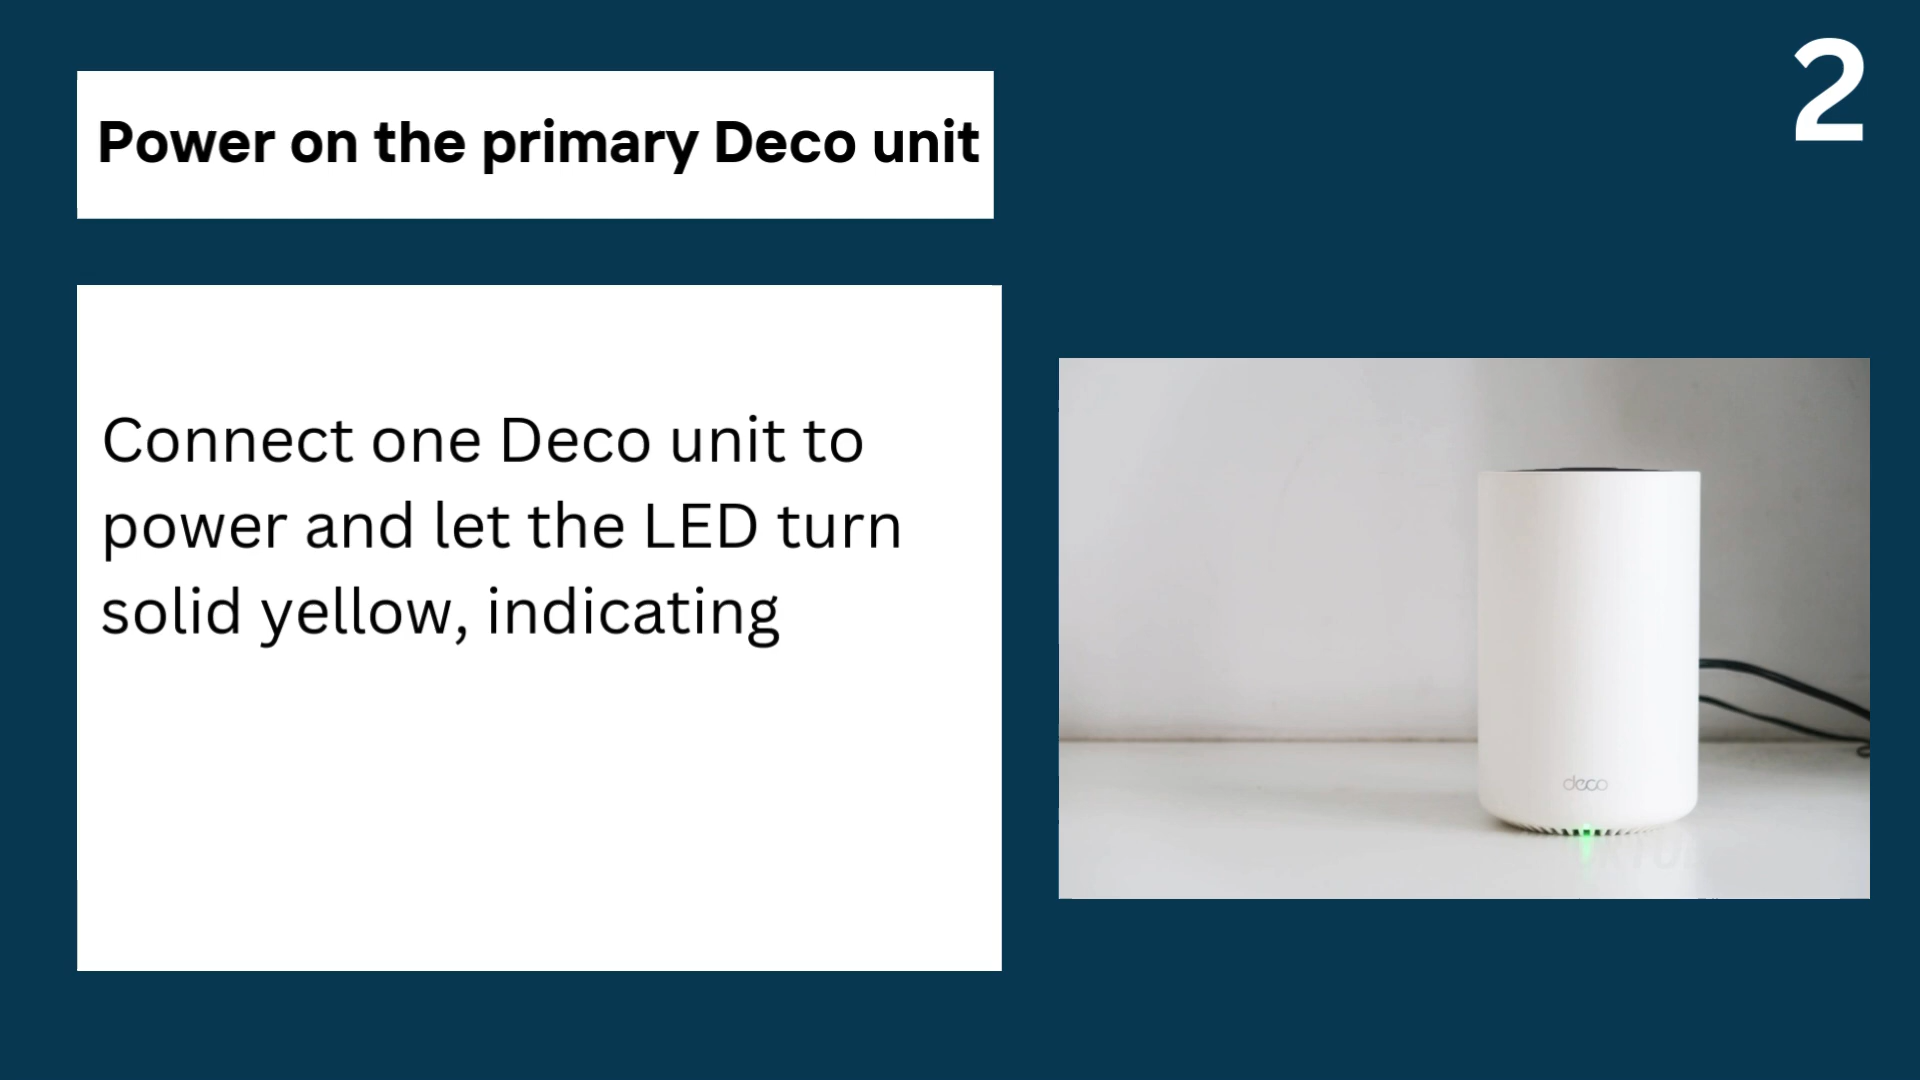 2
Power on the primary Deco unit
Connect one Deco unit to
power and let the LED turn
solid yellow, indicating
deco